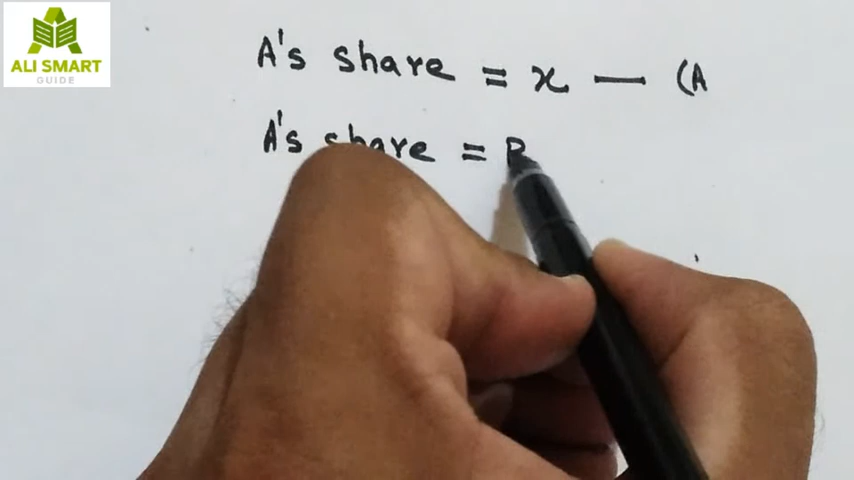 ALI SMART
GUIDE
A's share = x — (A
A's share =